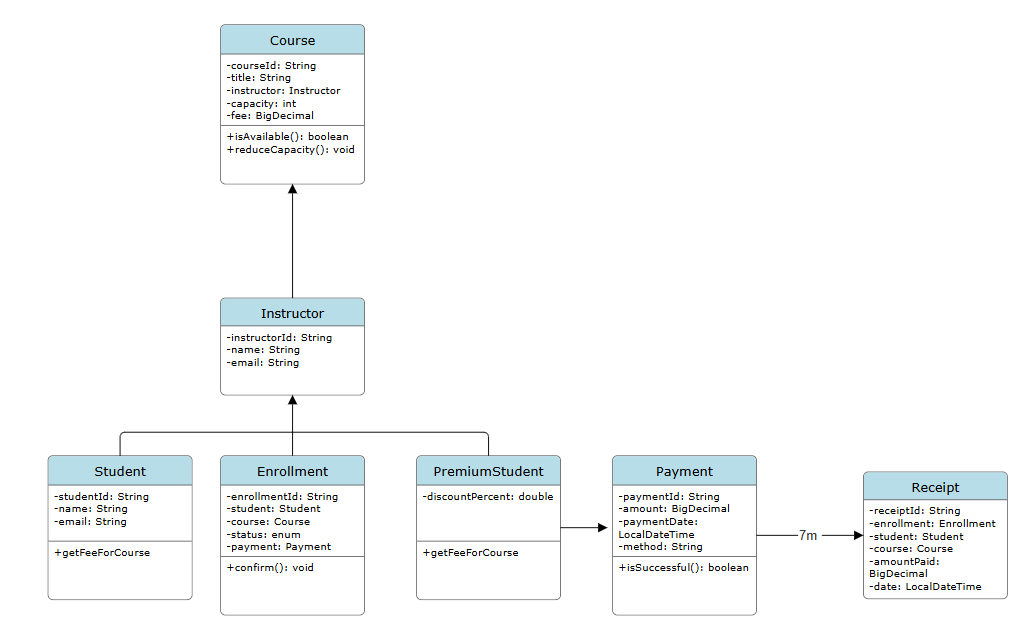 Course
-courseId: String
-title: String
-instructor: Instructor
-capacity: int
-fee: BigDecimal
+isAvailable(): boolean
+reduceCapacity(): void
Instructor
-instructorId: String
-name: String
-email: String
Student
-studentId: String
-name: String
-email: String
+getFeeForCourse
Enrollment
-enrollmentId: String
-student: Student
-course: Course
-status: enum
-payment: Payment
+confirm(): void
PremiumStudent
-discountPercent: double
+getFeeForCourse
Payment
-paymentId: String
-amount: BigDecimal
-paymentDate:
LocalDateTime
-method: String
+isSuccessful(): boolean
7m
Receipt
-receiptId: String
-enrollment: Enrollment
-student: Student
-course: Course
-amountPaid:
BigDecimal
-date: LocalDateTime